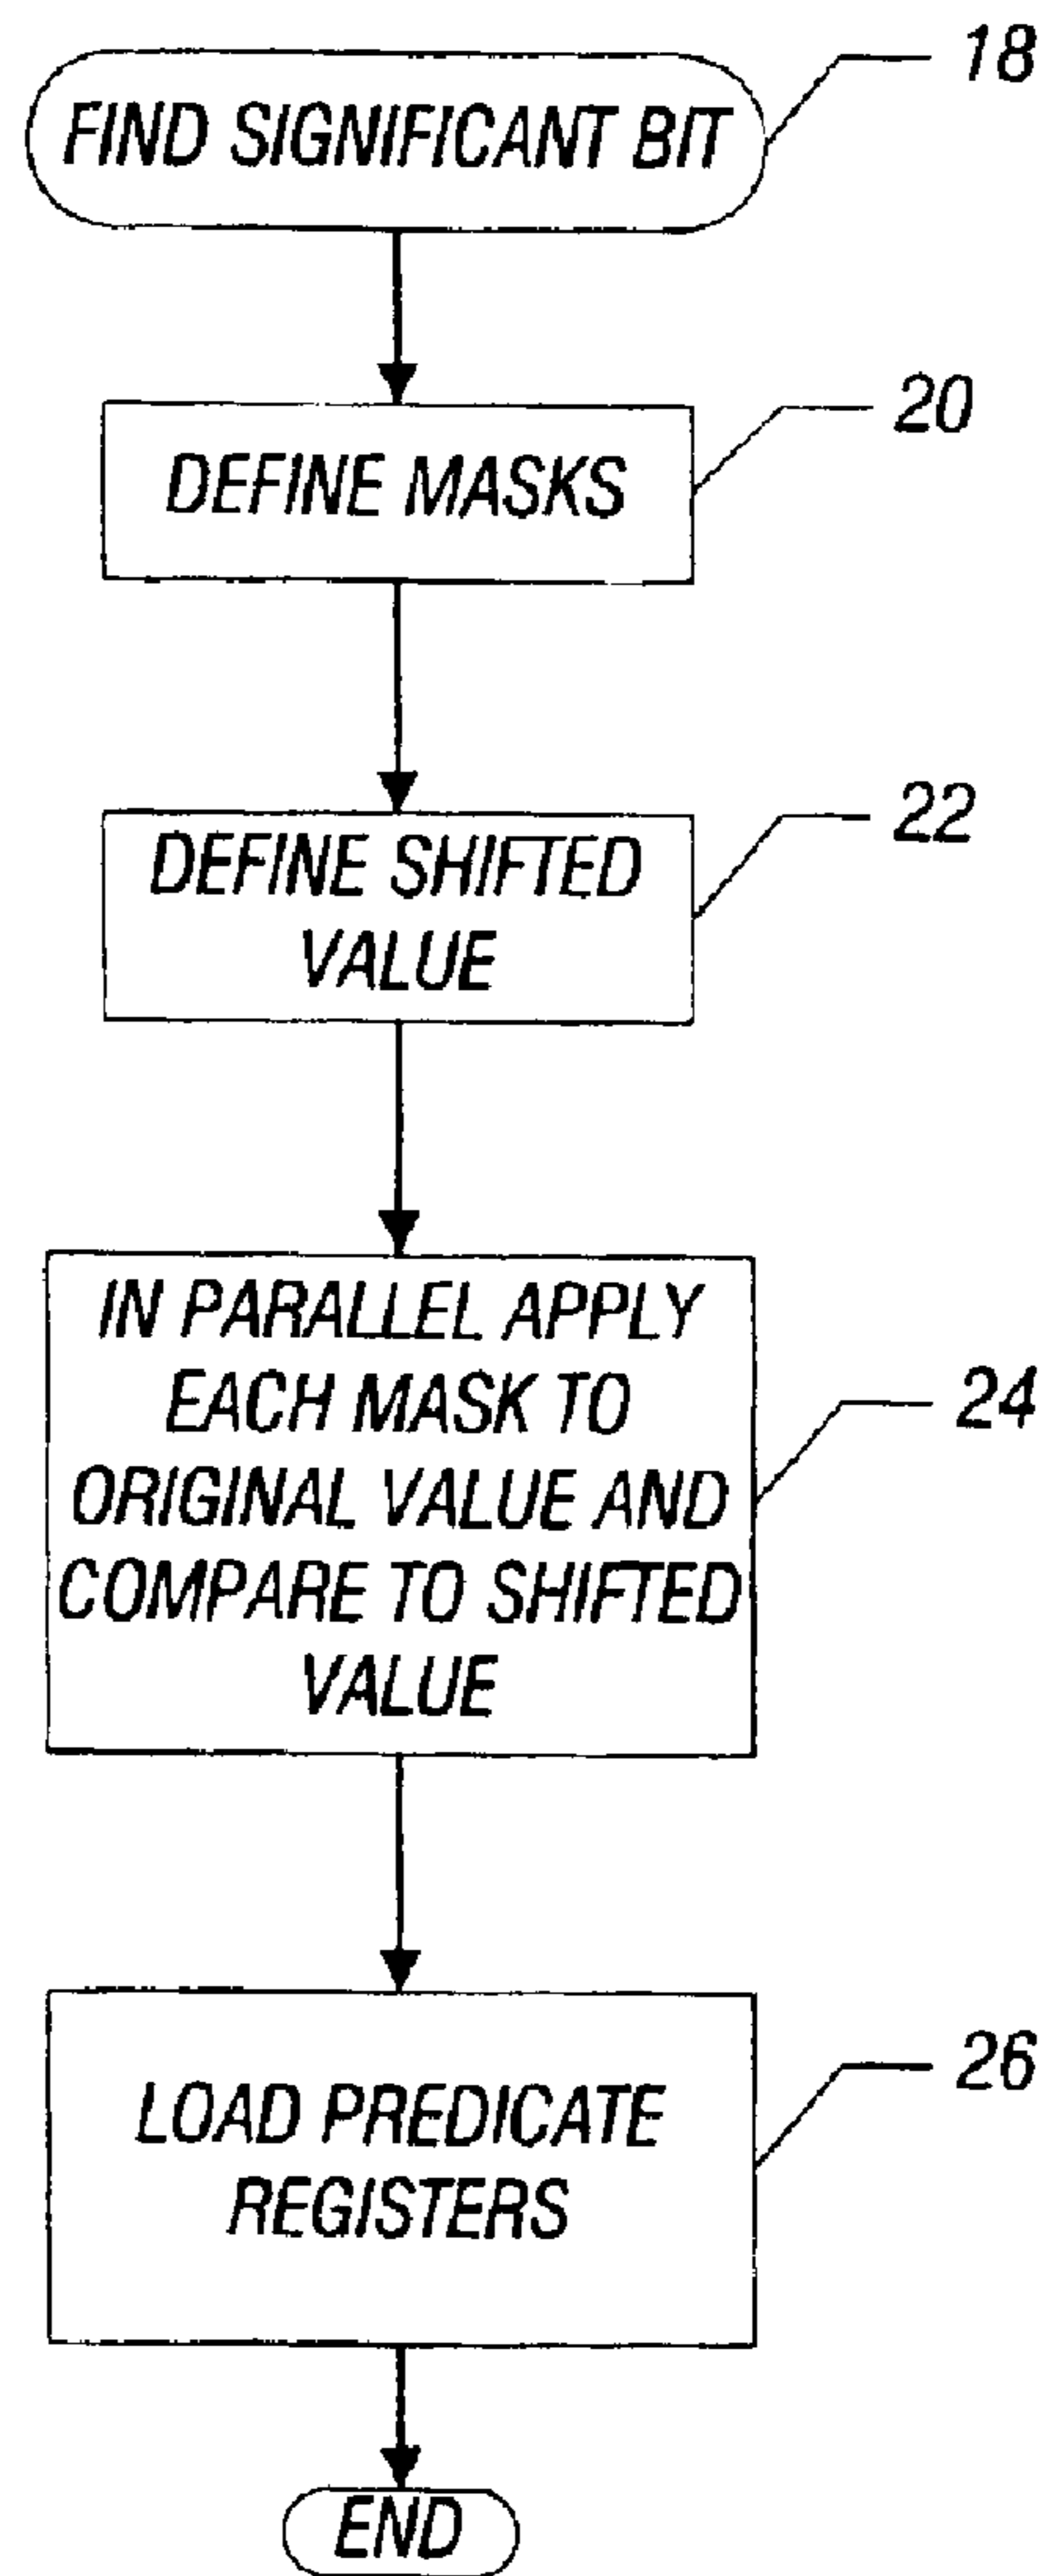 18
FIND SIGNIFICANT BIT
20
DEFINE MASKS
22
DEFINE SHIFTED
VALUE
IN PARALLEL APPLY
EACH MASK TO
24
ORIGINAL VALUE AND
COMPARE TO SHIFTED
VALUE
26
LOAD PREDICATE
REGISTERS
END